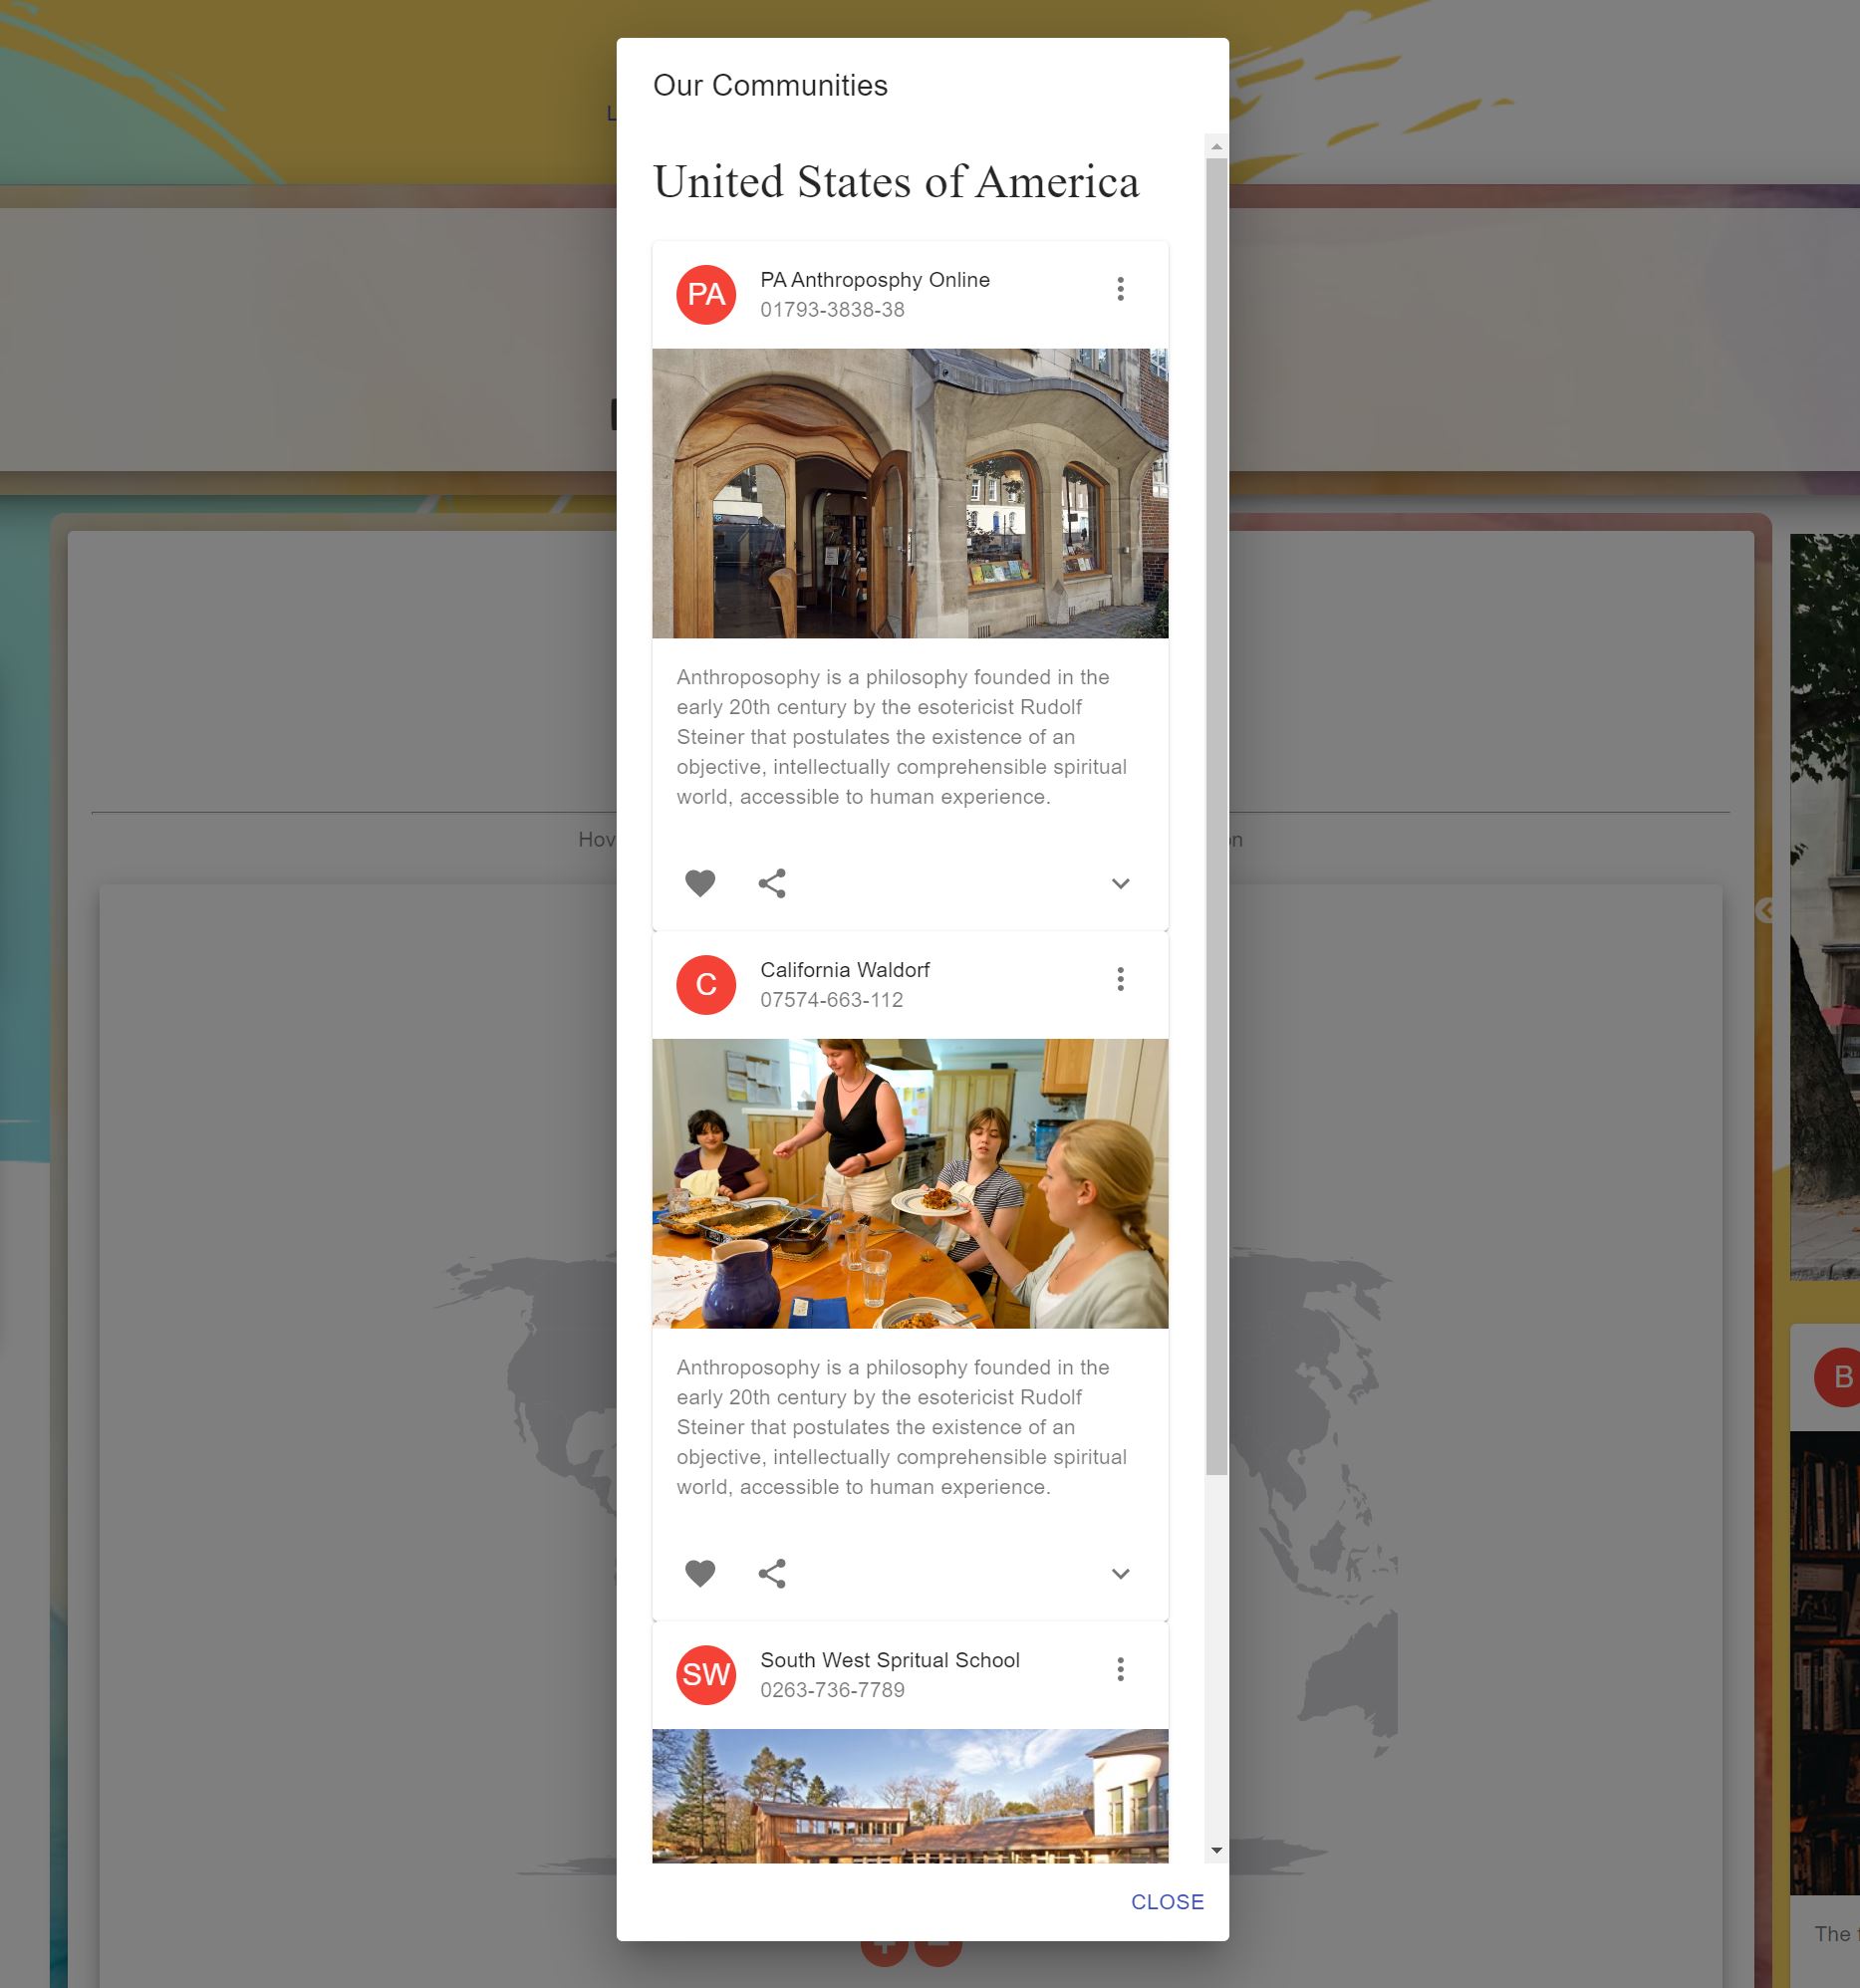 Our Communities
United States of America
PA
PA Anthroposphy Online
01793-3838-38
Anthroposophy is a philosophy founded in the
early 20th century by the esotericist Rudolf
Steiner that postulates the existence of an
objective, intellectually comprehensible spiritual
world, accessible to human experience.
C
California Waldorf
07574-663-112
Anthroposophy is a philosophy founded in the
early 20th century by the esotericist Rudolf
Steiner that postulates the existence of an
objective, intellectually comprehensible spiritual
world, accessible to human experience.
SW
South West Spritual School
0263-736-7789
CLOSE
B
The